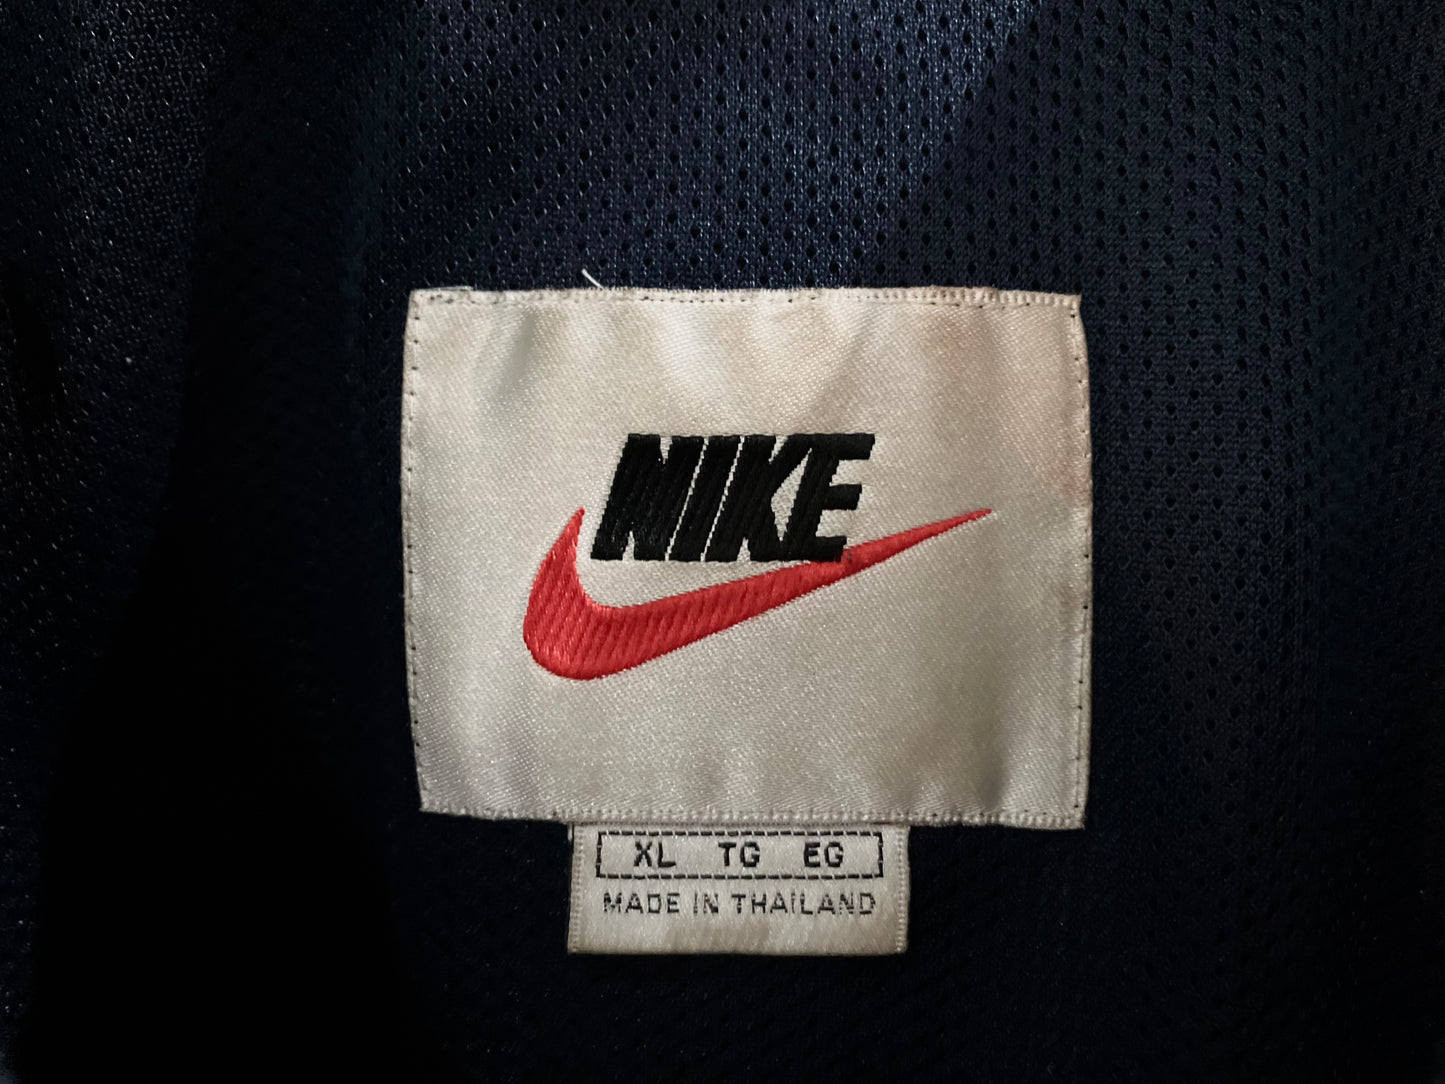 NIKE
XL TG EG
MADE IN THAILAND